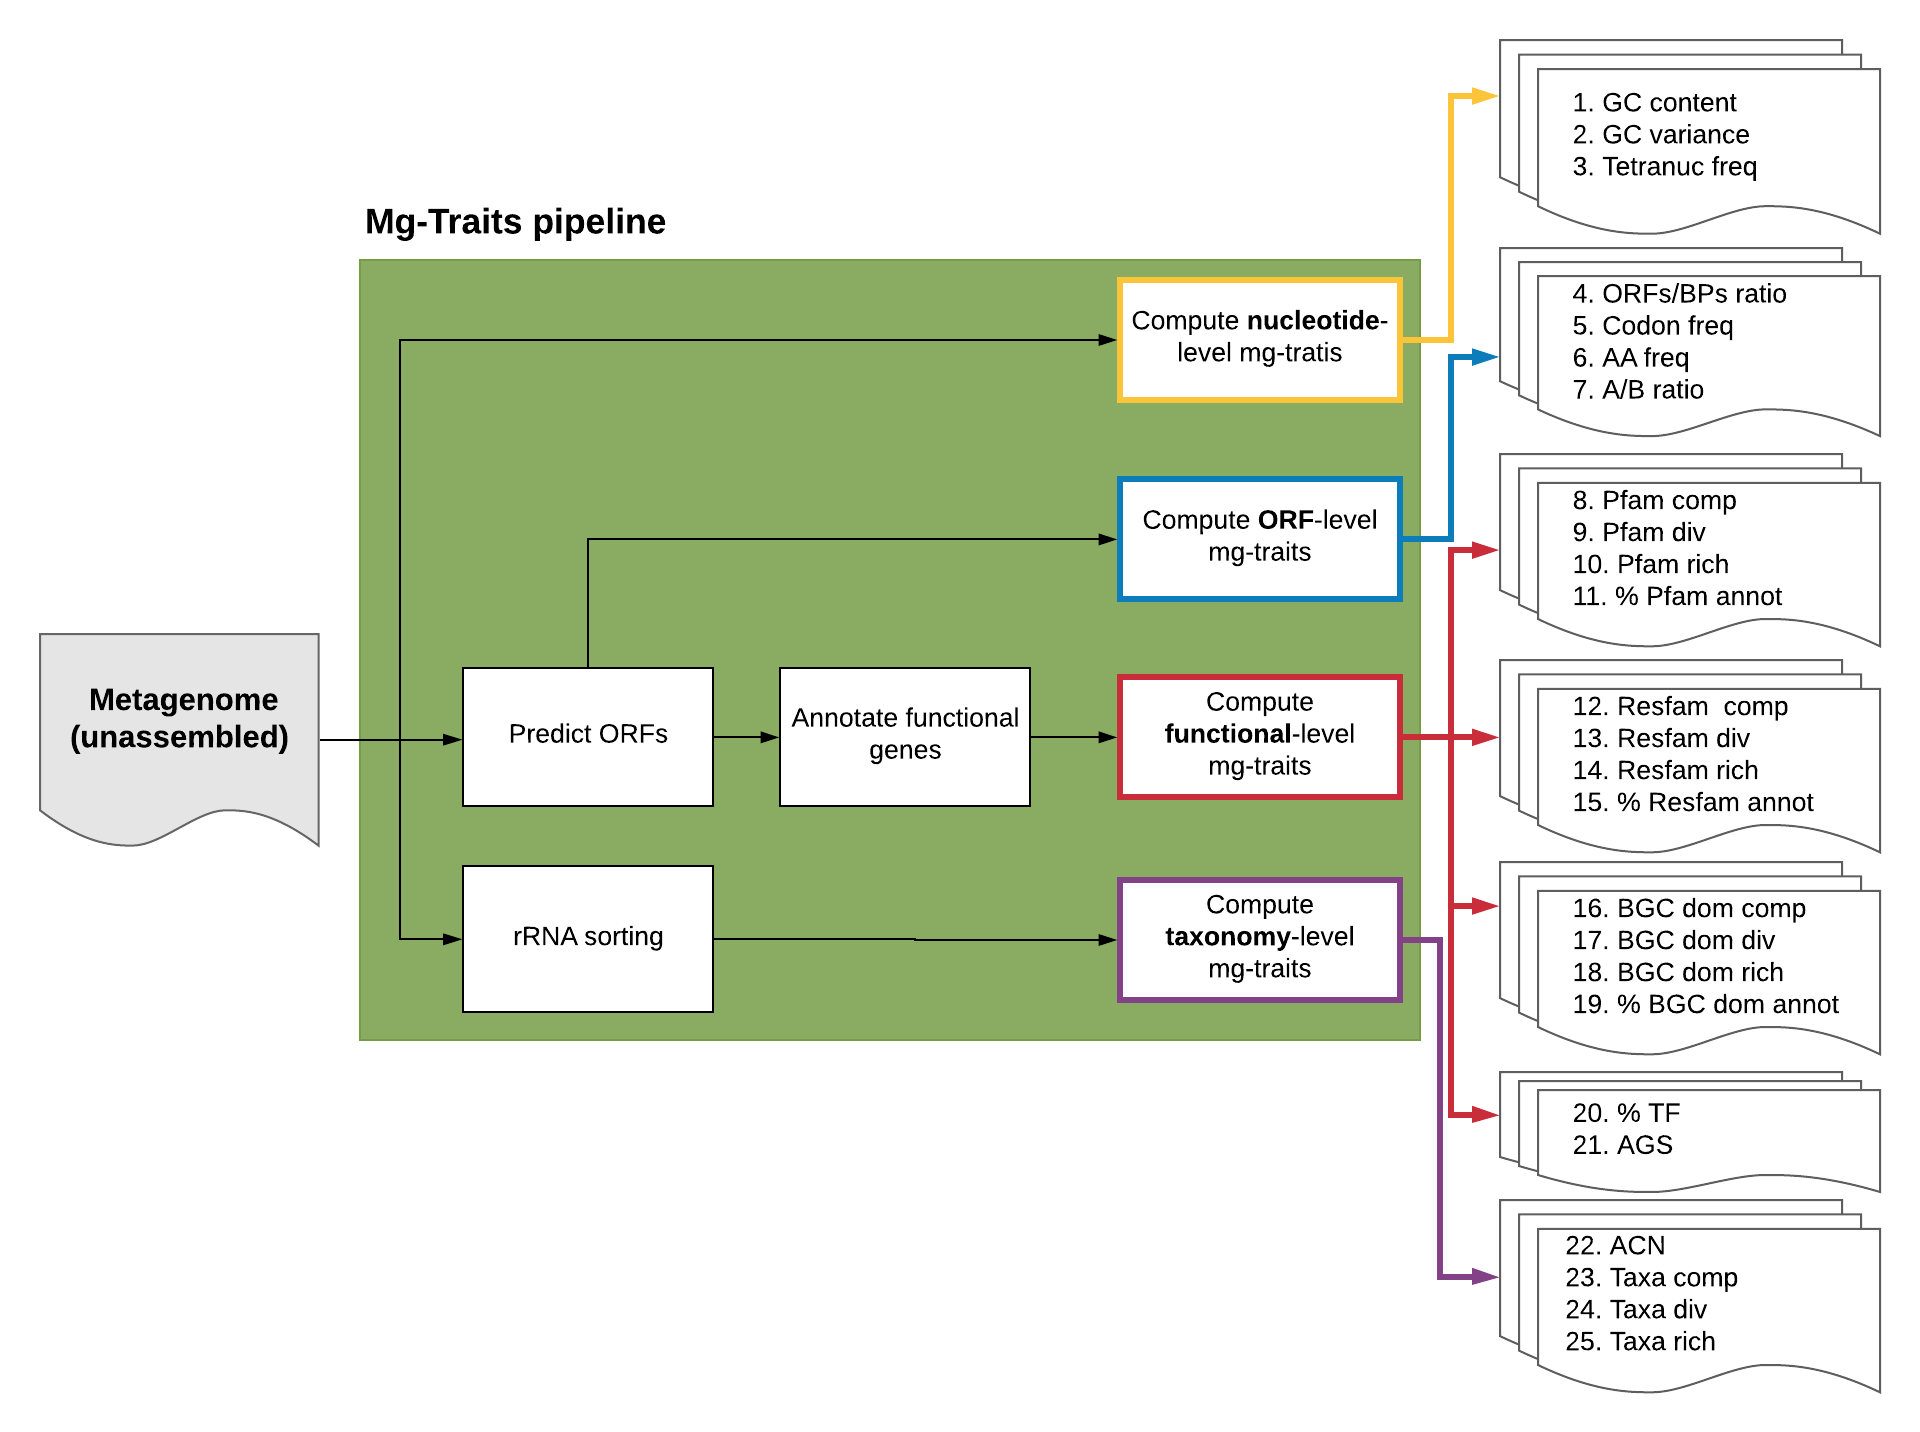 Mg-Traits pipeline
Metagenome
(unassembled)
Predict ORFs
Annotate functional
genes
rRNA sorting
Compute nucleotide-
level mg-tratis
Compute ORF-level
mg-traits
Compute
functional-level
mg-traits
Compute
taxonomy-level
mg-traits
1. GC content
2. GC variance
3. Tetranuc freq
4. ORFs/BPs ratio
5. Codon freq
6. AA freq
7. A/B ratio
8. Pfam comp
9. Pfam div
10. Pfam rich
11. % Pfam annot
12. Resfam  comp
13. Resfam div
14. Resfam rich
15. % Resfam annot
16. BGC dom comp
17. BGC dom div
18. BGC dom rich
19. % BGC dom annot
20. % TF
21. AGS
22. ACN
23. Taxa comp
24. Taxa div
25. Taxa rich